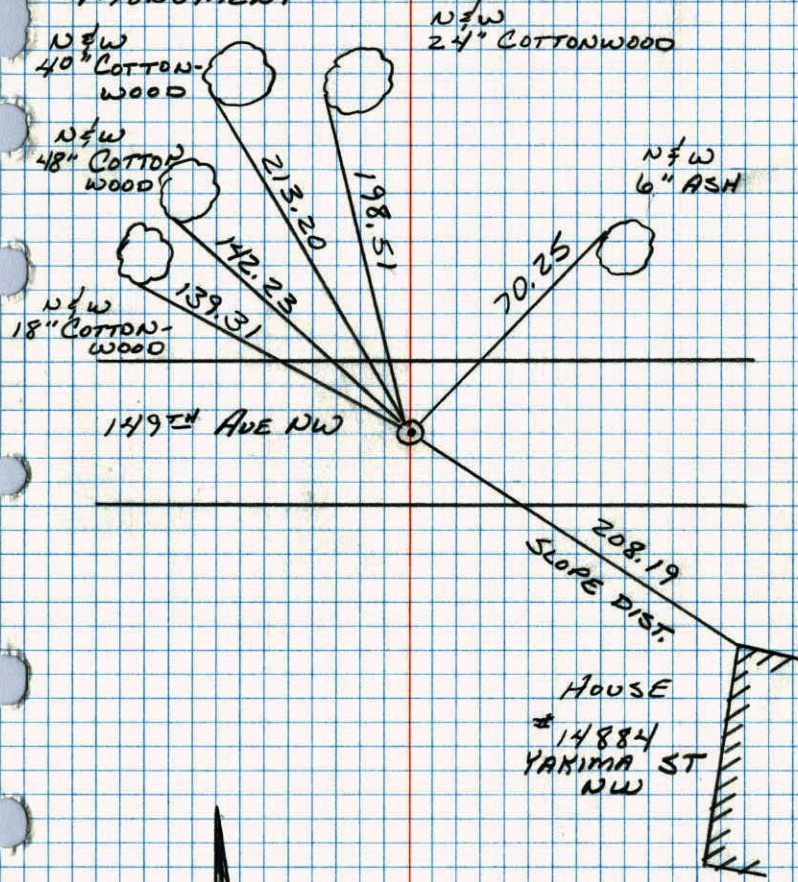 MONUMENT
N & W
24" COTTONWOOD
N & W
40" COTTON-
WOOD
N & W
48" COTTON
WOOD
N & W
6" ASH
213.20
198.51
70.25
142.23
139.31
N & W
18" COTTON-
WOOD
149TH AVE NW
208.19
SLOPE DIST.
HOUSE
# 14884
YAKIMA ST
NW